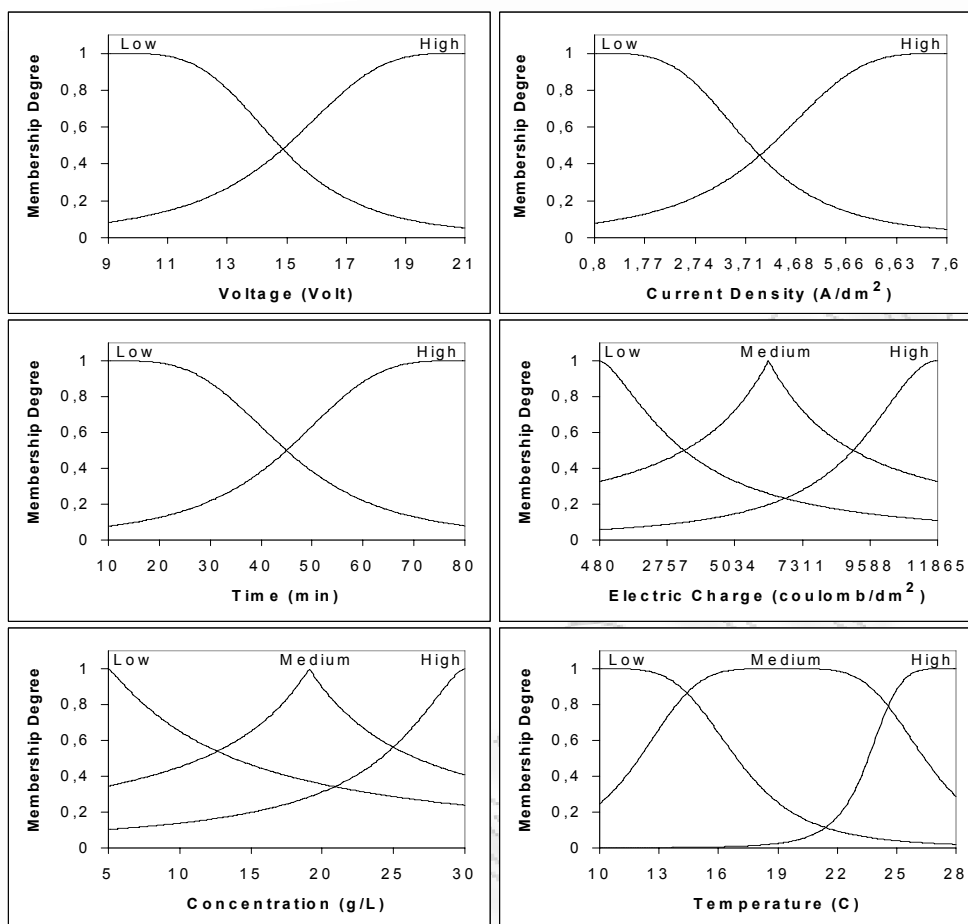 Low High
1
0,8
0,6
0,4
0,2
0
Membership Degree
9 11 13 15 17 19 21
Voltage (Volt)
Low High
1
0,8
0,6
0,4
0,2
0
Membership Degree
0,8 1,77 2,74 3,71 4,68 5,66 6,63 7,6
Current Density (A/dm²)
Low High
1
0,8
0,6
0,4
0,2
0
Membership Degree
10 20 30 40 50 60 70 80
Time (min)
Low Medium High
1
0,8
0,6
0,4
0,2
0
Membership Degree
480 2757 5034 7311 9588 11865
Electric Charge (coulomb/dm²)
Low Medium High
1
0,8
0,6
0,4
0,2
0
Membership Degree
5 10 15 20 25 30
Concentration (g/L)
Low Medium High
1
0,8
0,6
0,4
0,2
0
Membership Degree
10 13 16 19 22 25 28
Temperature (C)